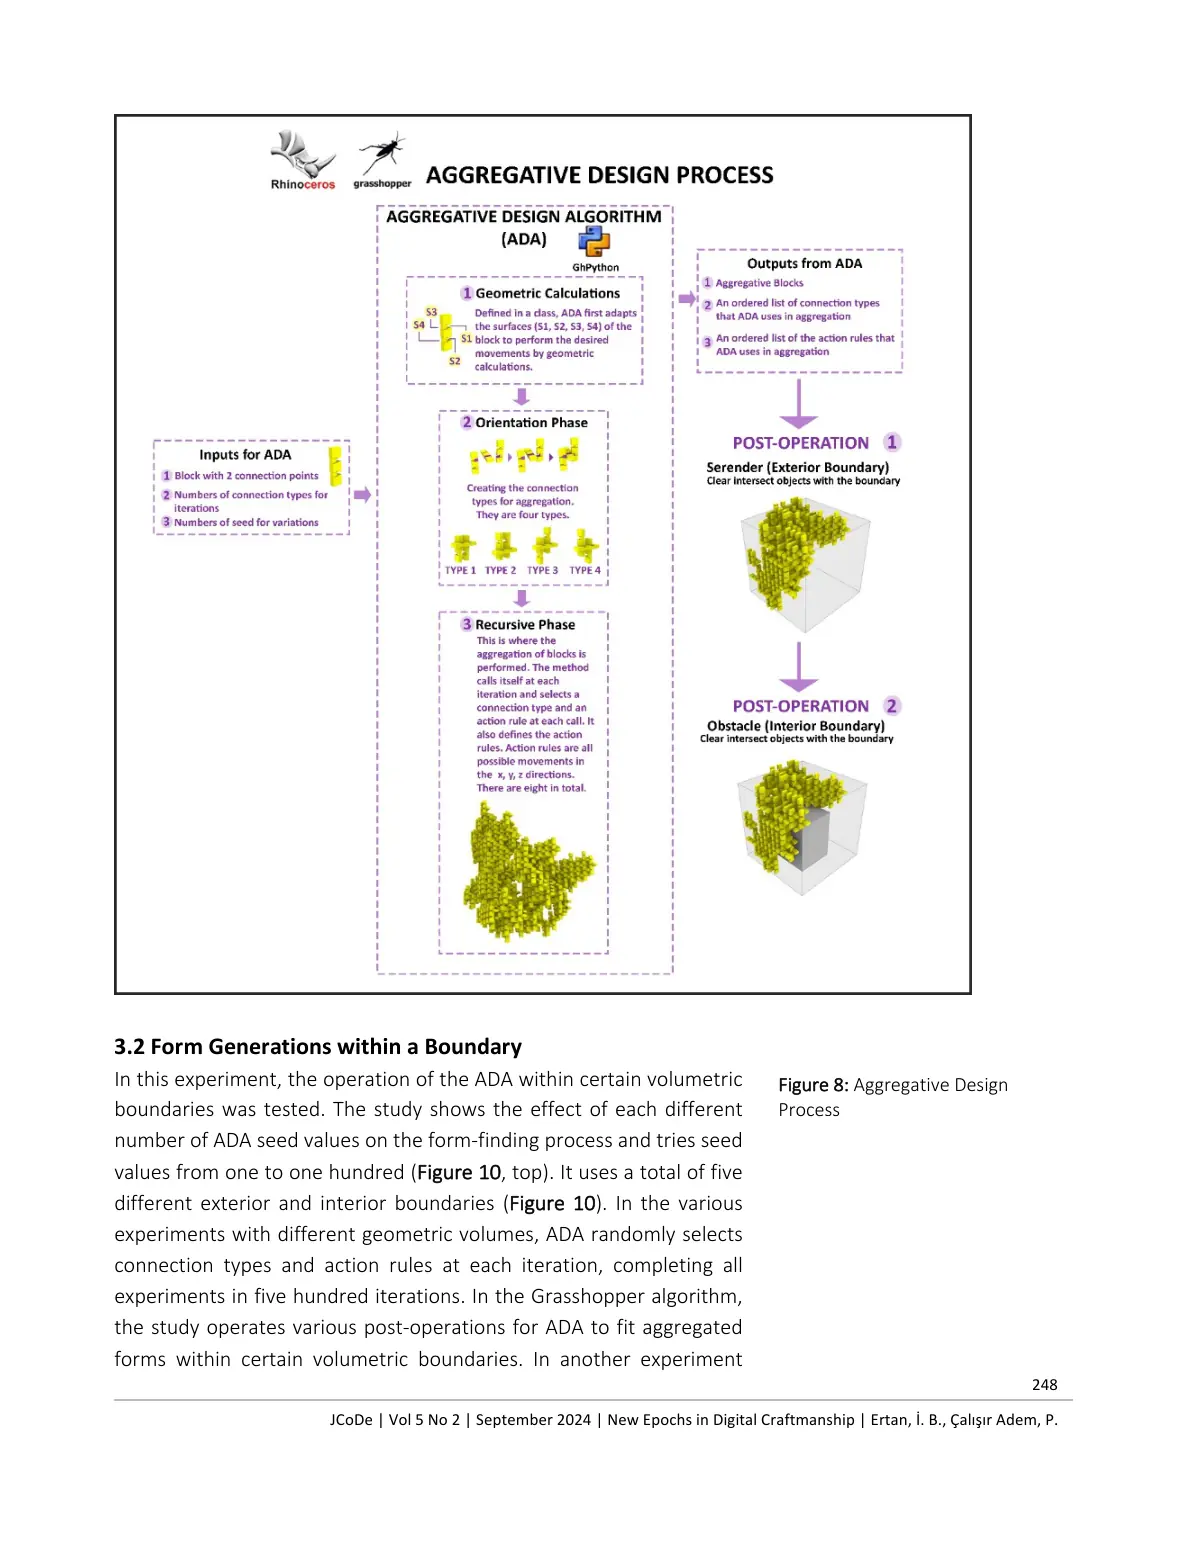 Rhinoceros
grasshopper
AGGREGATIVE DESIGN PROCESS
AGGREGATIVE DESIGN ALGORITHM
(ADA)
GhPython
1 Geometric Calculations
S3
S4
S1
S2
Defined in a class, ADA first adapts
the surfaces (S1, S2, S3, S4) of the
block to perform the desired
movements by geometric
calculations.
2 Orientation Phase
Creating the connection
types for aggregation.
They are four types.
TYPE 1 TYPE 2 TYPE 3 TYPE 4
3 Recursive Phase
This is where the
aggregation of blocks is
performed. The method
calls itself at each
iteration and selects a
connection type and an
action rule at each call. It
also defines the action
rules. Action rules are all
possible movements in
the x, y, z directions.
There are eight in total.
Inputs for ADA
1 Block with 2 connection points
2 Numbers of connection types for
iterations
3 Numbers of seed for variations
Outputs from ADA
1 Aggregative Blocks
2 An ordered list of connection types
that ADA uses in aggregation
3 An ordered list of the action rules that
ADA uses in aggregation
POST-OPERATION 1
Serender (Exterior Boundary)
Clear intersect objects with the boundary
POST-OPERATION 2
Obstacle (Interior Boundary)
Clear intersect objects with the boundary
3.2 Form Generations within a Boundary
In this experiment, the operation of the ADA within certain volumetric
boundaries was tested. The study shows the effect of each different
number of ADA seed values on the form-finding process and tries seed
values from one to one hundred (Figure 10, top). It uses a total of five
different exterior and interior boundaries (Figure 10). In the various
experiments with different geometric volumes, ADA randomly selects
connection types and action rules at each iteration, completing all
experiments in five hundred iterations. In the Grasshopper algorithm,
the study operates various post-operations for ADA to fit aggregated
forms within certain volumetric boundaries. In another experiment
Figure 8: Aggregative Design
Process
248
JCoDe | Vol 5 No 2 | September 2024 | New Epochs in Digital Craftmanship | Ertan, İ. B., Çalışır Adem, P.